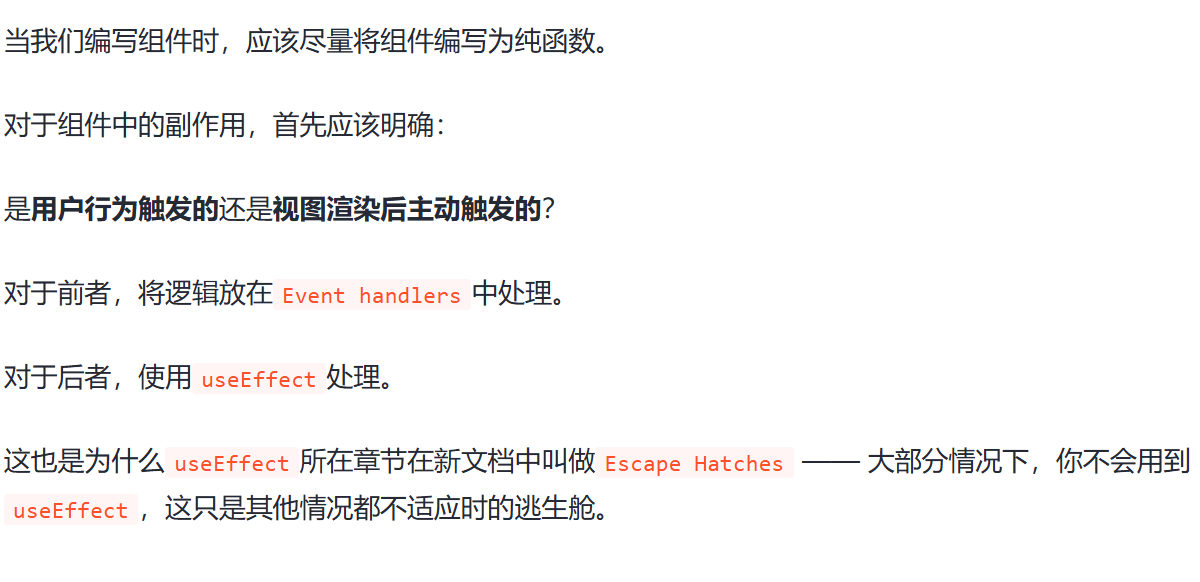 当我们编写组件时，应该尽量将组件编写为纯函数。
对于组件中的副作用，首先应该明确：
是用户行为触发的还是视图渲染后主动触发的？
对于前者，将逻辑放在 Event handlers 中处理。
对于后者，使用 useEffect 处理。
这也是为什么 useEffect 所在章节在新文档中叫做 Escape Hatches —— 大部分情况下，你不会用到
useEffect ，这只是其他情况都不适应时的逃生舱。